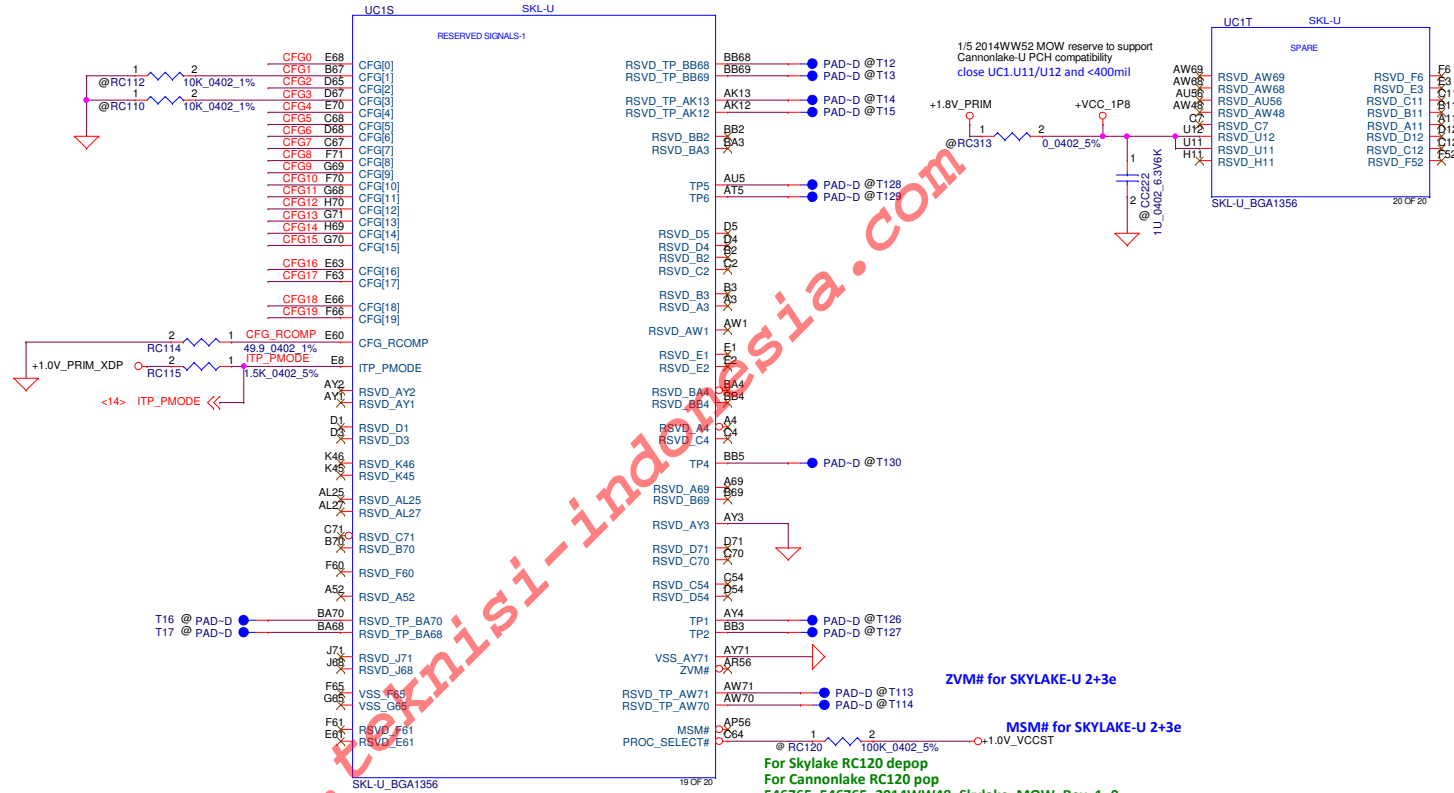 UC1S SKL-U
RESERVED SIGNALS-1
CFG0 E68 CFG[0]
CFG1 B67 CFG[1]
CFG2 D65 CFG[2]
CFG3 D67 CFG[3]
CFG4 E70 CFG[4]
CFG5 C68 CFG[5]
CFG6 D68 CFG[6]
CFG7 C67 CFG[7]
CFG8 F71 CFG[8]
CFG9 G69 CFG[9]
CFG10 F70 CFG[10]
CFG11 G68 CFG[11]
CFG12 H70 CFG[12]
CFG13 G71 CFG[13]
CFG14 H69 CFG[14]
CFG15 G70 CFG[15]
CFG16 E63 CFG[16]
CFG17 F63 CFG[17]
CFG18 E66 CFG[18]
CFG19 F66 CFG[19]
1 2
@RC112 10K_0402_1%
1 2
@RC110 10K_0402_1%
2 1 CFG_RCOMP E60 CFG_RCOMP
RC114 49.9_0402_1%
+1.0V_PRIM_XDP 2 1 ITP_PMODE E8 ITP_PMODE
RC115 1.5K_0402_5%
<14> ITP_PMODE
AY2 RSVD_AY2
AY1 RSVD_AY1
D1 RSVD_D1
D3 RSVD_D3
K46 RSVD_K46
K45 RSVD_K45
AL25 RSVD_AL25
AL27 RSVD_AL27
C71 RSVD_C71
B70 RSVD_B70
F60 RSVD_F60
A52 RSVD_A52
T16 @ PAD~D BA70 RSVD_TP_BA70
T17 @ PAD~D BA68 RSVD_TP_BA68
J71 RSVD_J71
J68 RSVD_J68
F65 VSS_F65
G65 VSS_G65
F61 RSVD_F61
E61 RSVD_E61
RSVD_TP_BB68 BB68 PAD~D @T12
RSVD_TP_BB69 BB69 PAD~D @T13
RSVD_TP_AK13 AK13 PAD~D @T14
RSVD_TP_AK12 AK12 PAD~D @T15
RSVD_BB2 BB2
RSVD_BA3 BA3
TP5 AU5 PAD~D @T128
TP6 AT5 PAD~D @T129
RSVD_D5 D5
RSVD_D4 D4
RSVD_B2 B2
RSVD_C2 C2
RSVD_B3 B3
RSVD_A3 A3
RSVD_AW1 AW1
RSVD_E1 E1
RSVD_E2 E2
RSVD_BA4 BA4
RSVD_BB4 BB4
RSVD_A4 A4
RSVD_C4 C4
TP4 BB5 PAD~D @T130
RSVD_A69 A69
RSVD_B69 B69
RSVD_AY3 AY3
RSVD_D71 D71
RSVD_C70 C70
RSVD_C54 C54
RSVD_D54 D54
TP1 AY4 PAD~D @T126
TP2 BB3 PAD~D @T127
VSS_AY71 AY71
ZVM# AR56
RSVD_TP_AW71 AW71 PAD~D @T113
RSVD_TP_AW70 AW70 PAD~D @T114
MSM# AP56
PROC_SELECT# C64
1 2 +1.0V_VCCST
@ RC120 100K_0402_5%
SKL-U_BGA1356 19 OF 20
ZVM# for SKYLAKE-U 2+3e
MSM# for SKYLAKE-U 2+3e
For Skylake RC120 depop
For Cannonlake RC120 pop
546765_546765_2014WW48_Skylake_MOW_Rev_1_0
1/5 2014WW52 MOW reserve to support
Cannonlake-U PCH compatibility
close UC1.U11/U12 and <400mil
+1.8V_PRIM +VCC_1P8
1 2
@RC313 0_0402_5%
1
2
@ CC222
1U_0402_6.3V6K
UC1T SKL-U
SPARE
AW69 RSVD_AW69
AW68 RSVD_AW68
AU56 RSVD_AU56
AW48 RSVD_AW48
C7 RSVD_C7
U12 RSVD_U12
U11 RSVD_U11
H11 RSVD_H11
RSVD_F6 F6
RSVD_E3 E3
RSVD_C11 C11
RSVD_B11 B11
RSVD_A11 A11
RSVD_D12 D12
RSVD_C12 C12
RSVD_F52 F52
SKL-U_BGA1356 20 OF 20
teknisi-indonesia.com